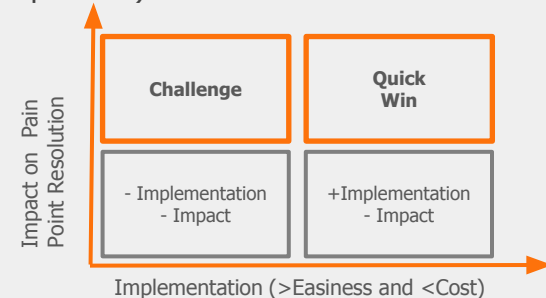 Impact on Pain
Point Resolution
Challenge
Quick
Win
- Implementation
- Impact
+Implementation
- Impact
Implementation (>Easiness and <Cost)